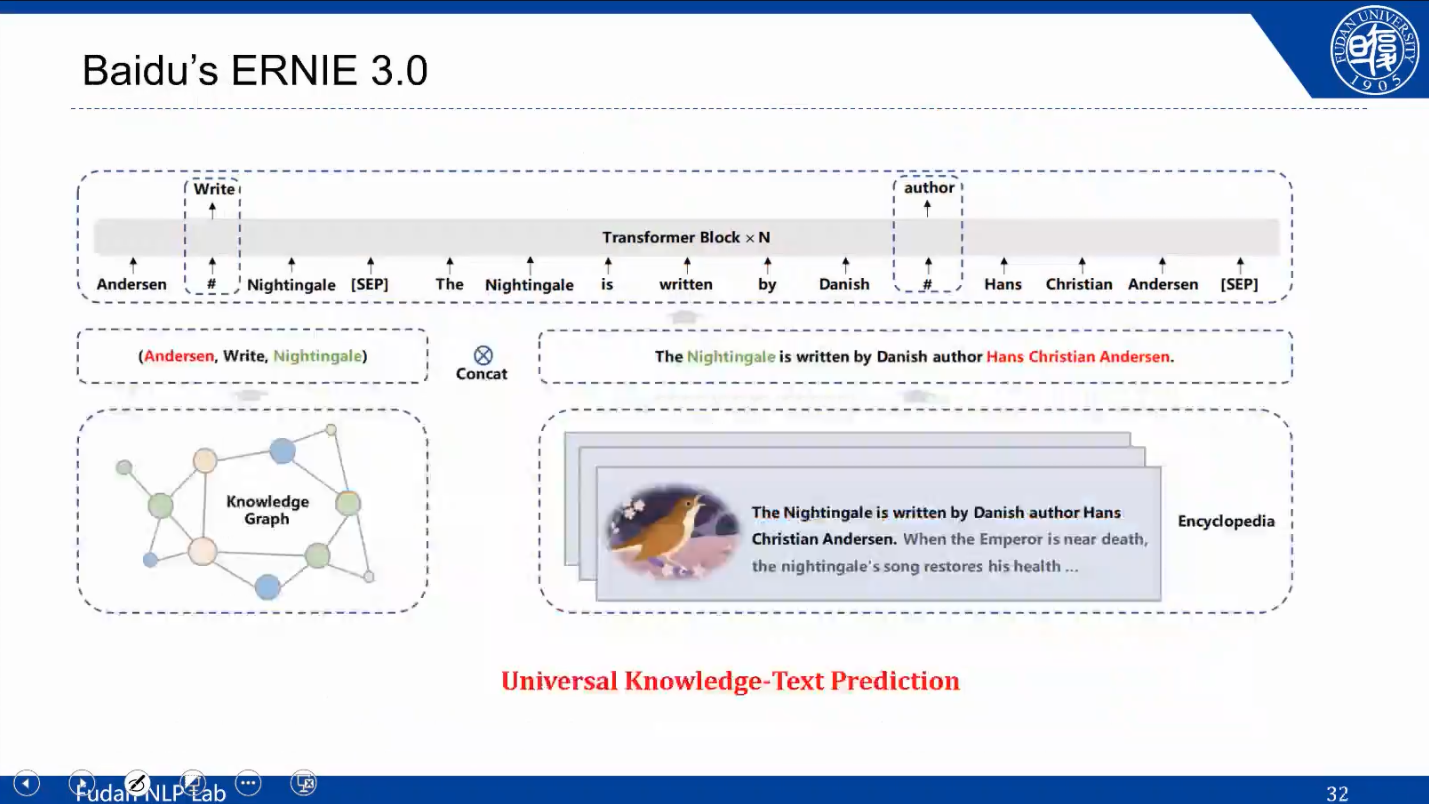 Baidu's ERNIE 3.0
FUDAN UNIVERSITY
1905
Write author
Transformer Block × N
Andersen # Nightingale [SEP] The Nightingale is written by Danish # Hans Christian Andersen [SEP]
(Andersen, Write, Nightingale)
Concat
The Nightingale is written by Danish author Hans Christian Andersen.
Knowledge
Graph
The Nightingale is written by Danish author Hans
Christian Andersen. When the Emperor is near death,
the nightingale's song restores his health ...
Encyclopedia
Universal Knowledge-Text Prediction
Fudan NLP Lab
32